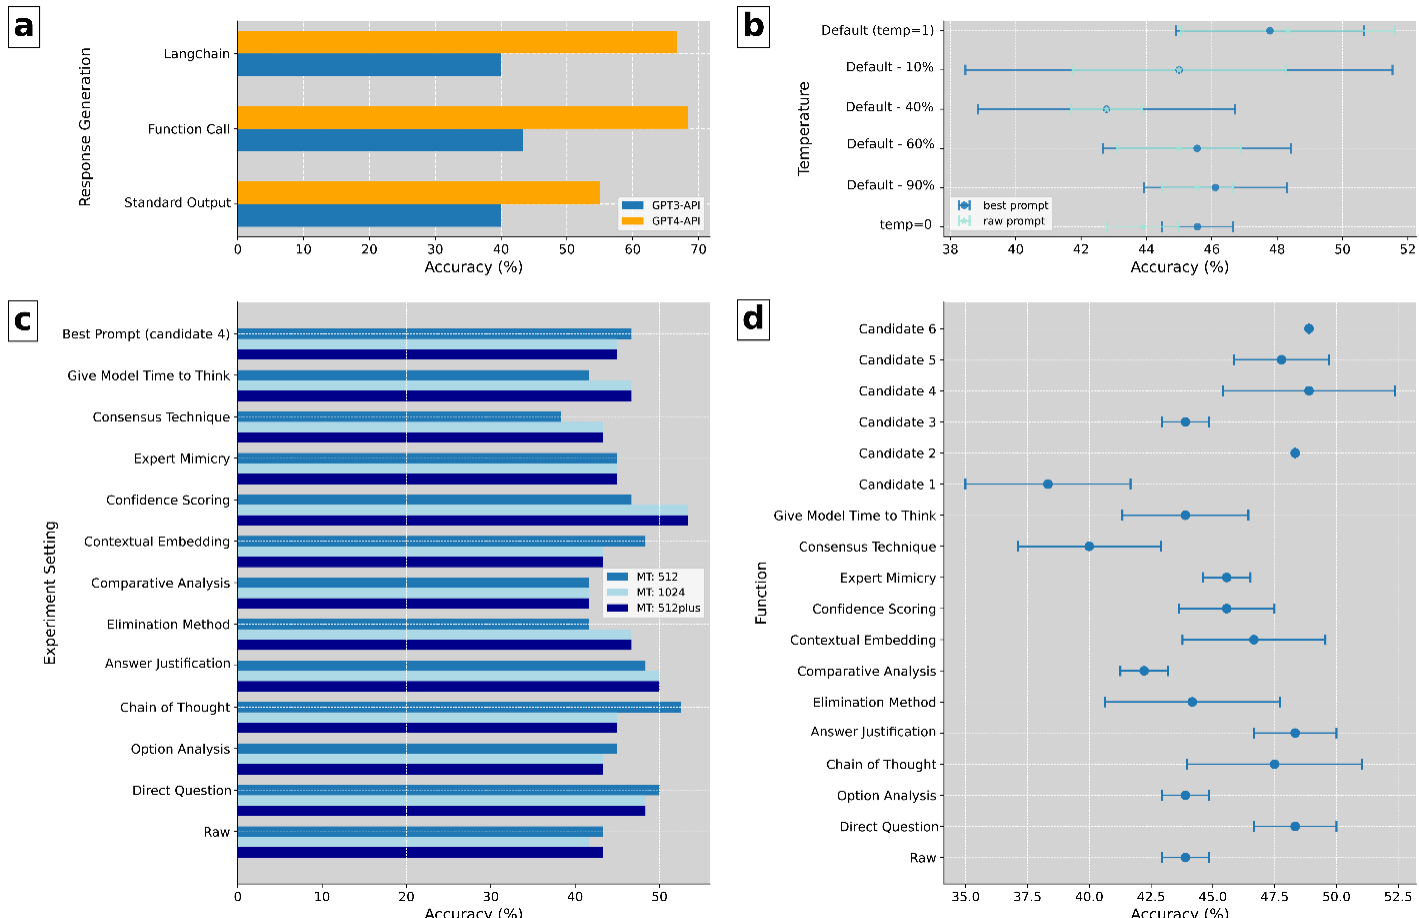 a
Response Generation
LangChain
Function Call
Standard Output
GPT3-API
GPT4-API
0 10 20 30 40 50 60 70
Accuracy (%)
b
Temperature
Default (temp=1)
Default - 10%
Default - 40%
Default - 60%
Default - 90%
temp=0
best prompt
raw prompt
38 40 42 44 46 48 50 52
Accuracy (%)
c
Experiment Setting
Best Prompt (candidate 4)
Give Model Time to Think
Consensus Technique
Expert Mimicry
Confidence Scoring
Contextual Embedding
Comparative Analysis
Elimination Method
Answer Justification
Chain of Thought
Option Analysis
Direct Question
Raw
MT: 512
MT: 1024
MT: 512plus
0 10 20 30 40 50
Accuracy (%)
d
Function
Candidate 6
Candidate 5
Candidate 4
Candidate 3
Candidate 2
Candidate 1
Give Model Time to Think
Consensus Technique
Expert Mimicry
Confidence Scoring
Contextual Embedding
Comparative Analysis
Elimination Method
Answer Justification
Chain of Thought
Option Analysis
Direct Question
Raw
35.0 37.5 40.0 42.5 45.0 47.5 50.0 52.5
Accuracy (%)